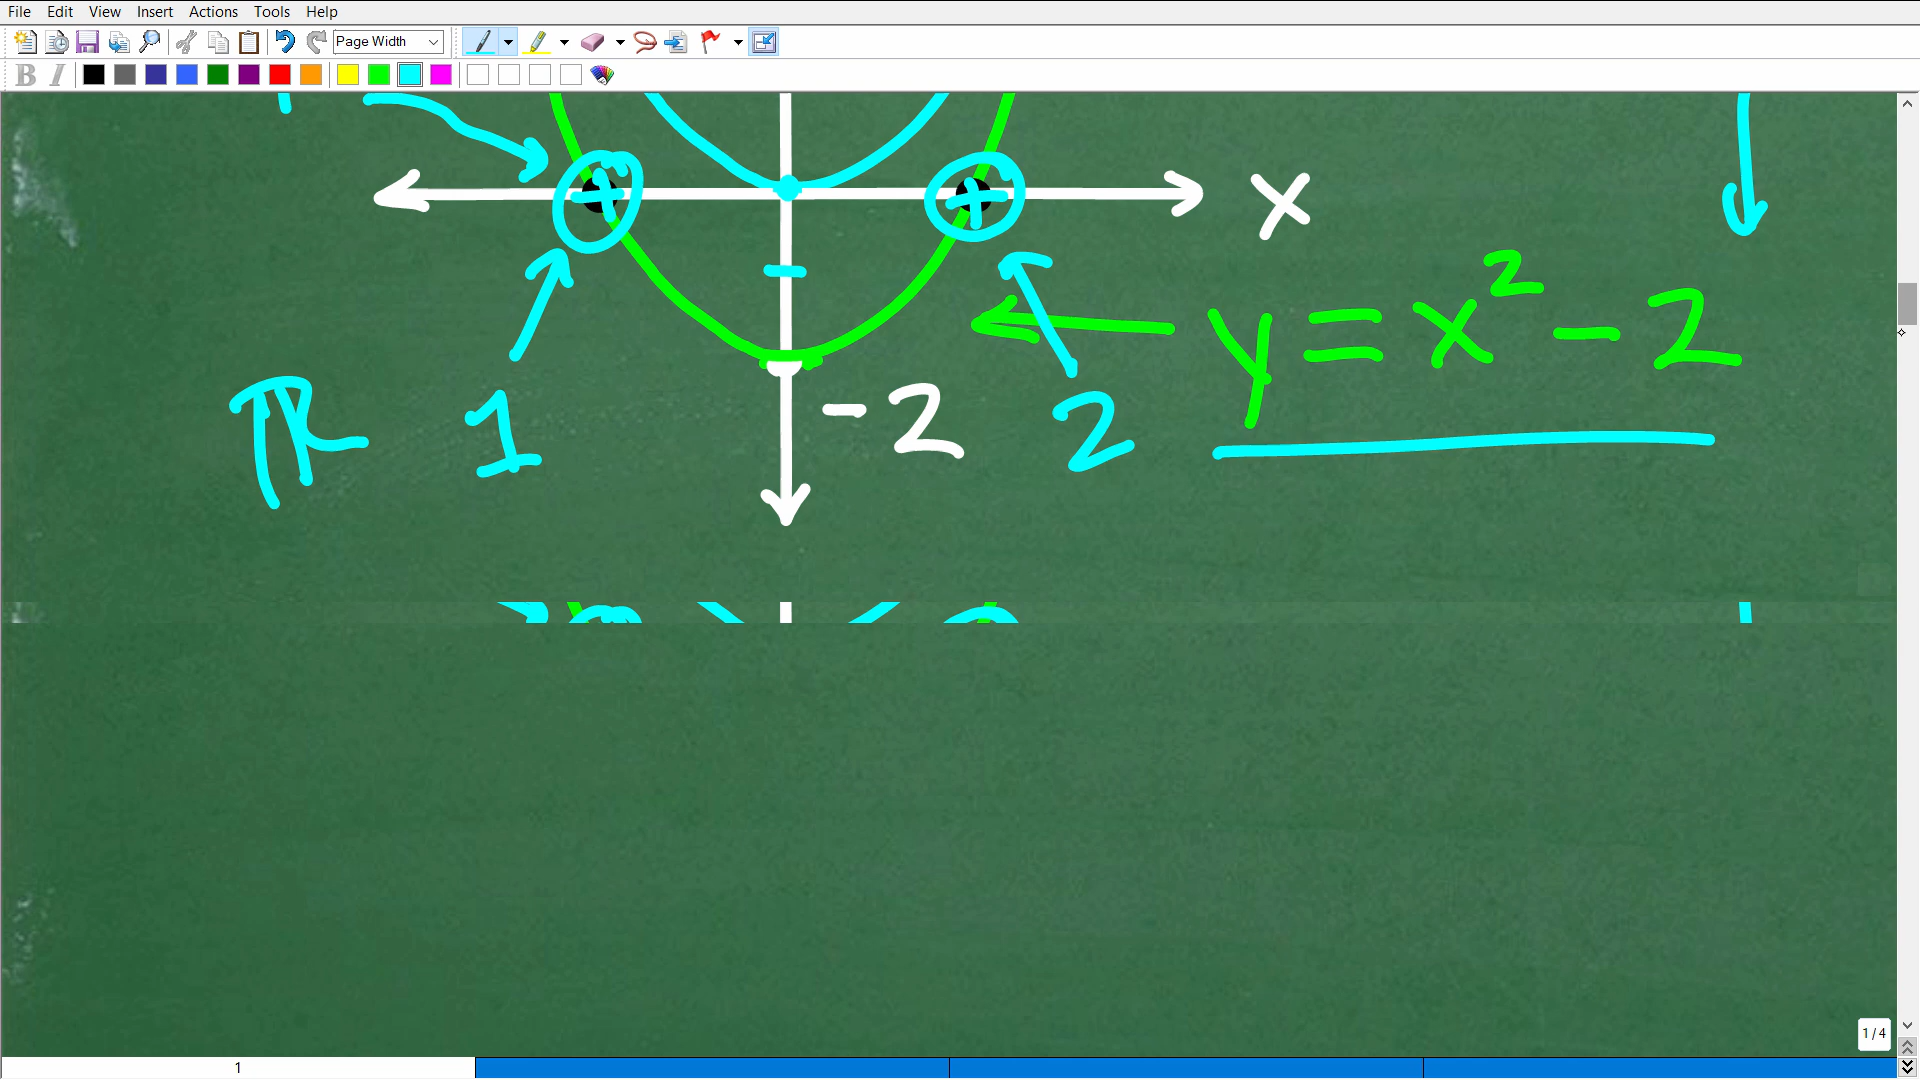 File Edit View Insert Actions Tools Help
Page Width
B I
x
y = x² - 2
ℝ 1 -2 2
1 / 4
1